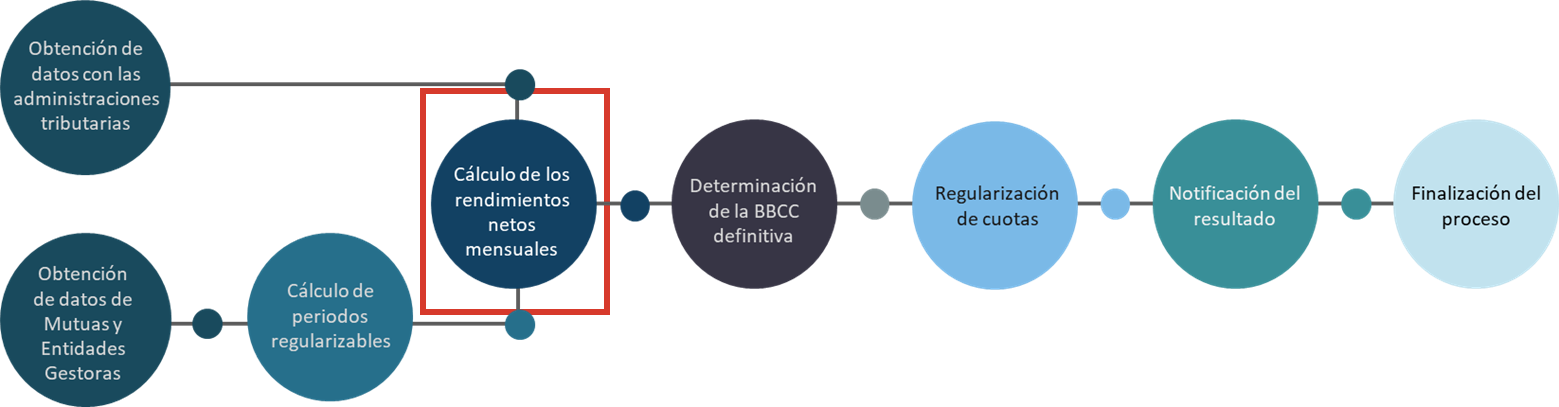 Obtención de
datos con las
administraciones
tributarias
Obtención
de datos de
Mutuas y
Entidades
Gestoras
Cálculo de
periodos
regularizables
Cálculo de los
rendimientos
netos
mensuales
Determinación
de la BBCC
definitiva
Regularización
de cuotas
Notificación del
resultado
Finalización del
proceso